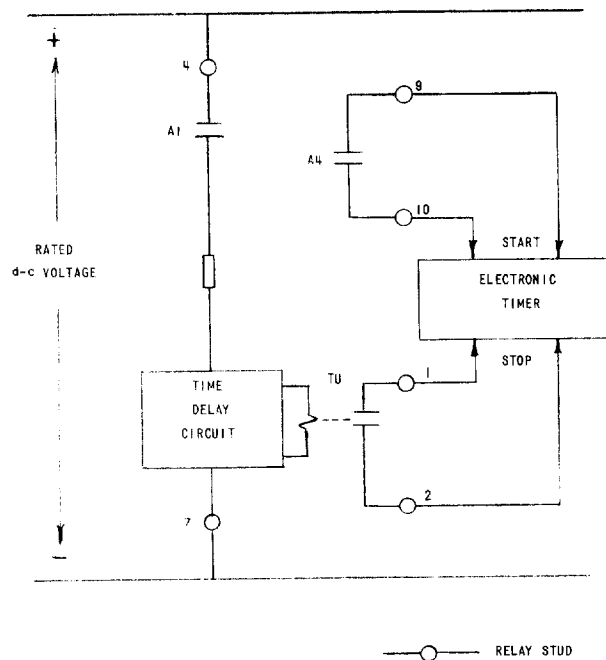 +
4
9
A1
A4
10
RATED
d-c VOLTAGE
START
ELECTRONIC
TIMER
STOP
TIME
DELAY
CIRCUIT
TU
1
2
7
−
RELAY STUD